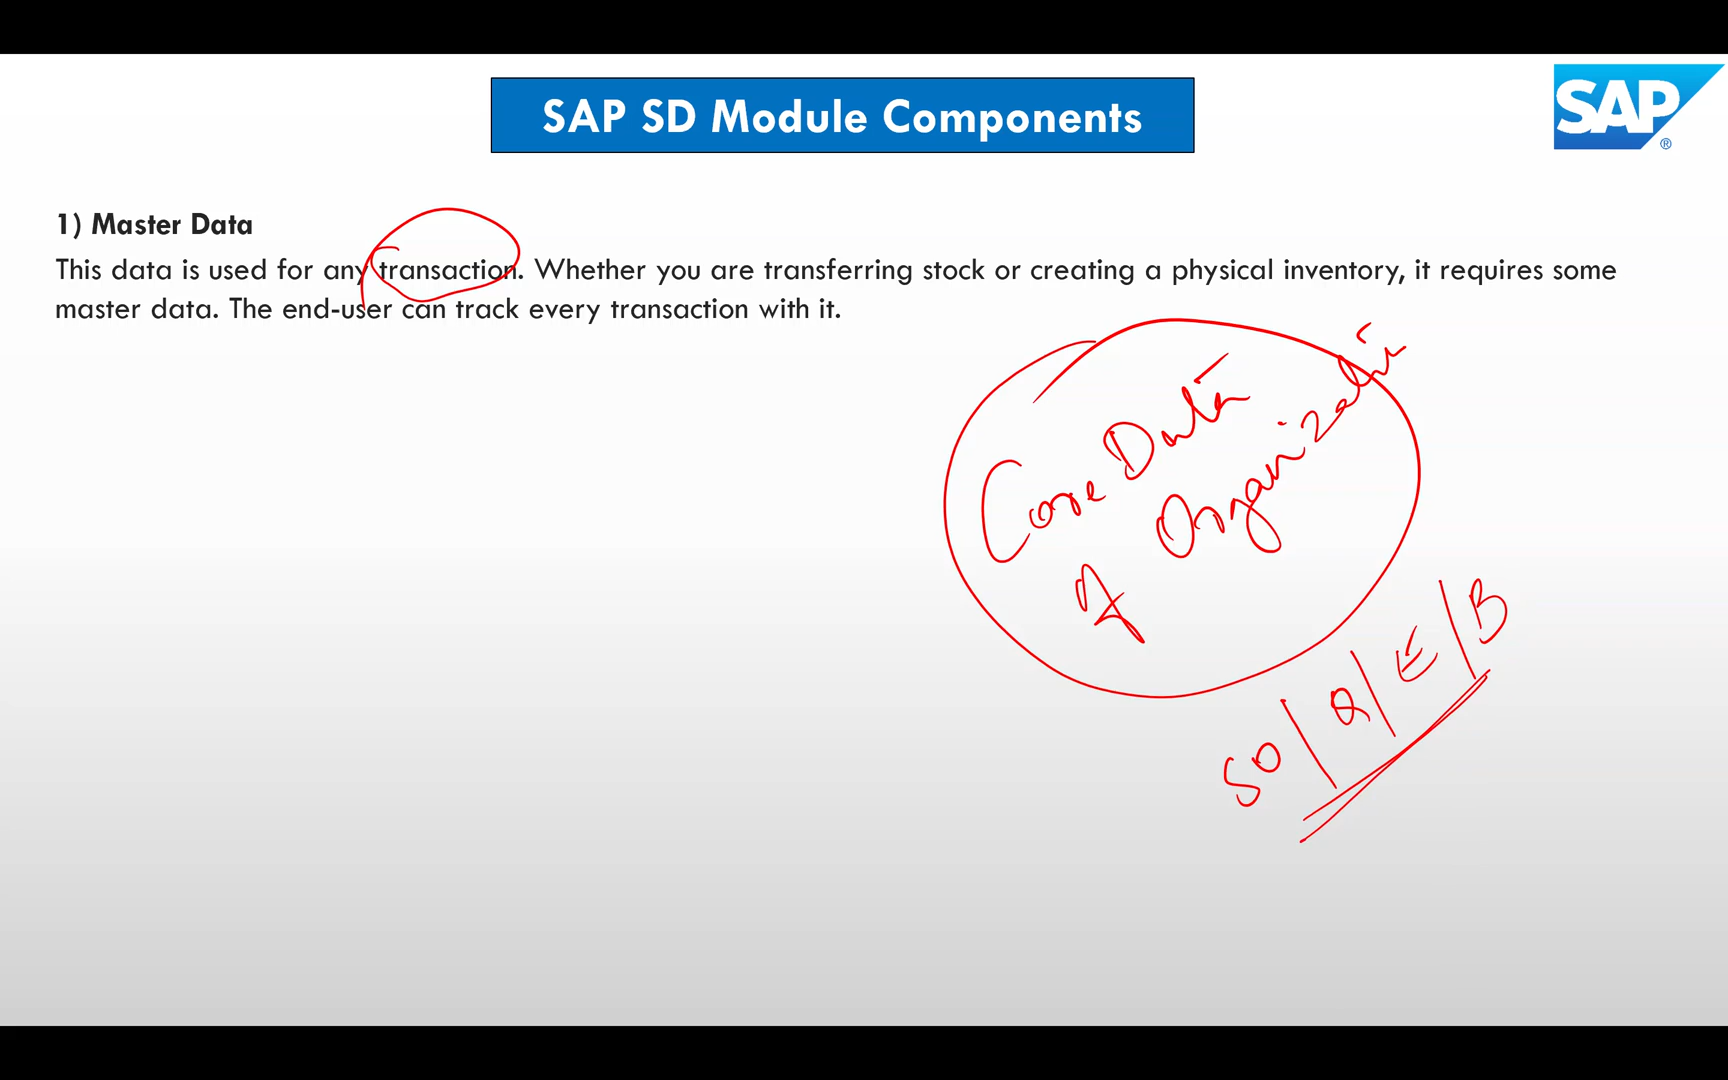 SAP SD Module Components
SAP
®
1) Master Data
This data is used for any transaction. Whether you are transferring stock or creating a physical inventory, it requires some
master data. The end-user can track every transaction with it.
Core Data
of Organizati
SO / Q / E / B